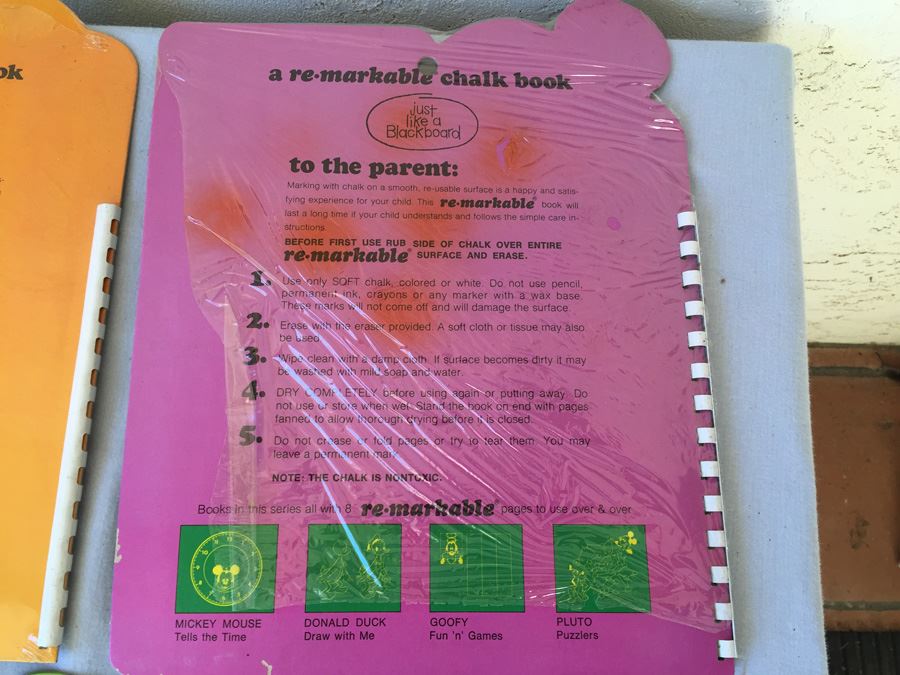 ok
a re•markable chalk book
just
like a
Blackboard
to the parent:
Marking with chalk on a smooth, re-usable surface is a happy and satis-
fying experience for your child. This re•markable® book will
last a long time if your child understands and follows the simple care in-
structions.
BEFORE FIRST USE RUB SIDE OF CHALK OVER ENTIRE
re•markable® SURFACE AND ERASE.
1. Use only SOFT chalk, colored or white. Do not use pencil,
permanent ink, crayons or any marker with a wax base.
These marks will not come off and will damage the surface.
2. Erase with the eraser provided. A soft cloth or tissue may also
be used.
3. Wipe clean with a damp cloth. If surface becomes dirty it may
be washed with mild soap and water.
4. DRY COMPLETELY before using again or putting away. Do
not use or store when wet. Stand the book on end with pages
fanned to allow thorough drying before it is closed.
5. Do not crease or fold pages or try to tear them. You may
leave a permanent mark.
NOTE: THE CHALK IS NONTOXIC.
Books in this series all with 8 re•markable® pages to use over & over
MICKEY MOUSE
Tells the Time
DONALD DUCK
Draw with Me
GOOFY
Fun 'n' Games
PLUTO
Puzzlers